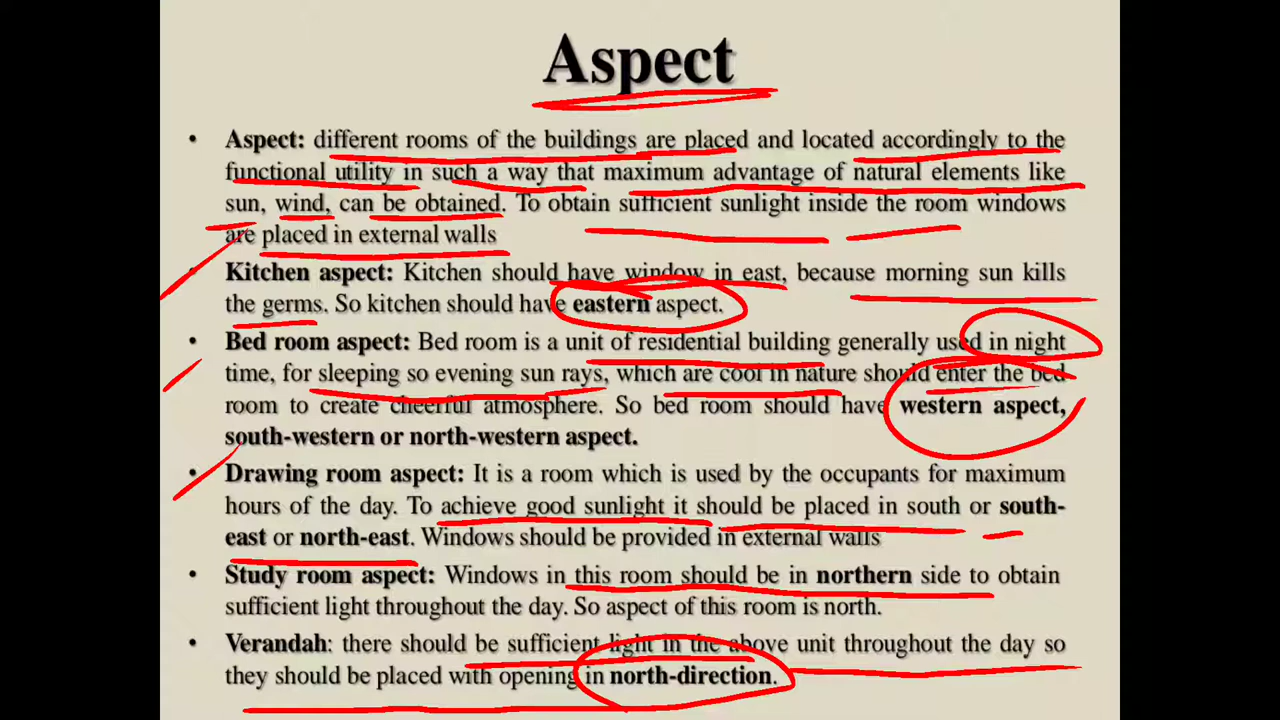 Aspect
• Aspect: different rooms of the buildings are placed and located accordingly to the
functional utility in such a way that maximum advantage of natural elements like
sun, wind, can be obtained. To obtain sufficient sunlight inside the room windows
are placed in external walls
• Kitchen aspect: Kitchen should have window in east, because morning sun kills
the germs. So kitchen should have eastern aspect.
• Bed room aspect: Bed room is a unit of residential building generally used in night
time, for sleeping so evening sun rays, which are cool in nature should enter the bed
room to create cheerful atmosphere. So bed room should have western aspect,
south-western or north-western aspect.
• Drawing room aspect: It is a room which is used by the occupants for maximum
hours of the day. To achieve good sunlight it should be placed in south or south-
east or north-east. Windows should be provided in external walls
• Study room aspect: Windows in this room should be in northern side to obtain
sufficient light throughout the day. So aspect of this room is north.
• Verandah: there should be sufficient light in the above unit throughout the day so
they should be placed with opening in north-direction.